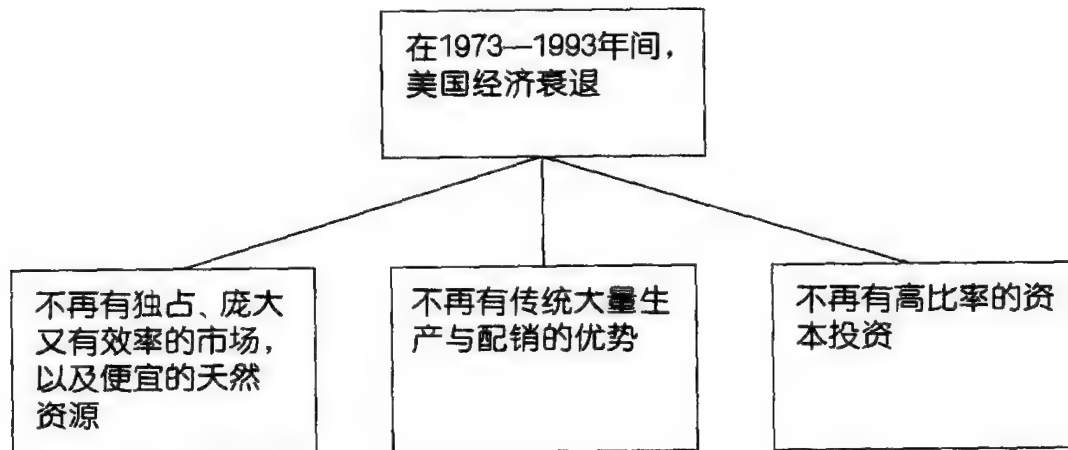 在1973—1993年间，
美国经济衰退
不再有独占、庞大
又有效率的市场，
以及便宜的天然
资源
不再有传统大量生
产与配销的优势
不再有高比率的资
本投资